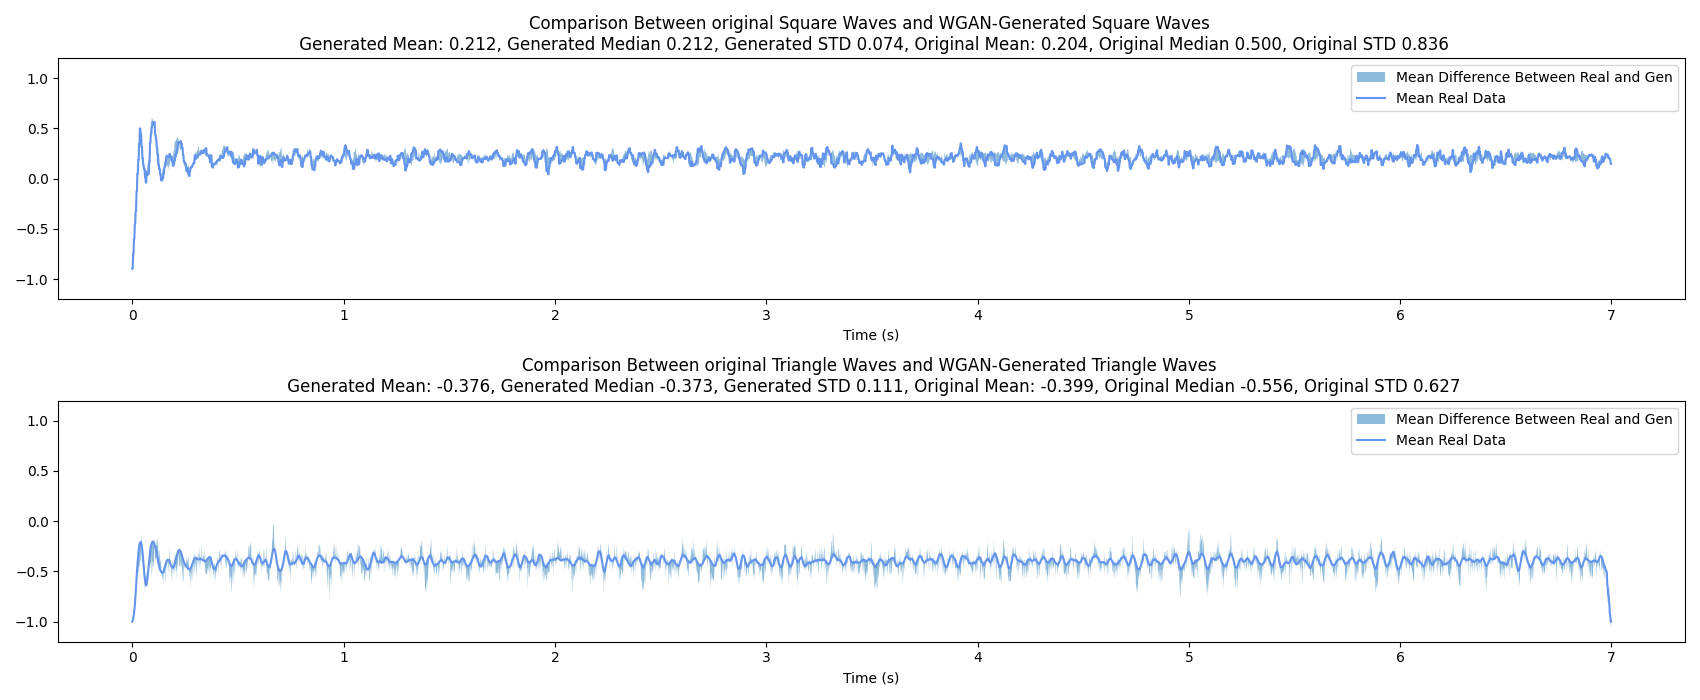 Comparison Between original Square Waves and WGAN-Generated Square Waves
Generated Mean: 0.212, Generated Median 0.212, Generated STD 0.074, Original Mean: 0.204, Original Median 0.500, Original STD 0.836
1.0
0.5
0.0
−0.5
−1.0
Mean Difference Between Real and Gen
Mean Real Data
0 1 2 3 4 5 6 7
Time (s)
Comparison Between original Triangle Waves and WGAN-Generated Triangle Waves
Generated Mean: -0.376, Generated Median -0.373, Generated STD 0.111, Original Mean: -0.399, Original Median -0.556, Original STD 0.627
1.0
0.5
0.0
−0.5
−1.0
Mean Difference Between Real and Gen
Mean Real Data
0 1 2 3 4 5 6 7
Time (s)